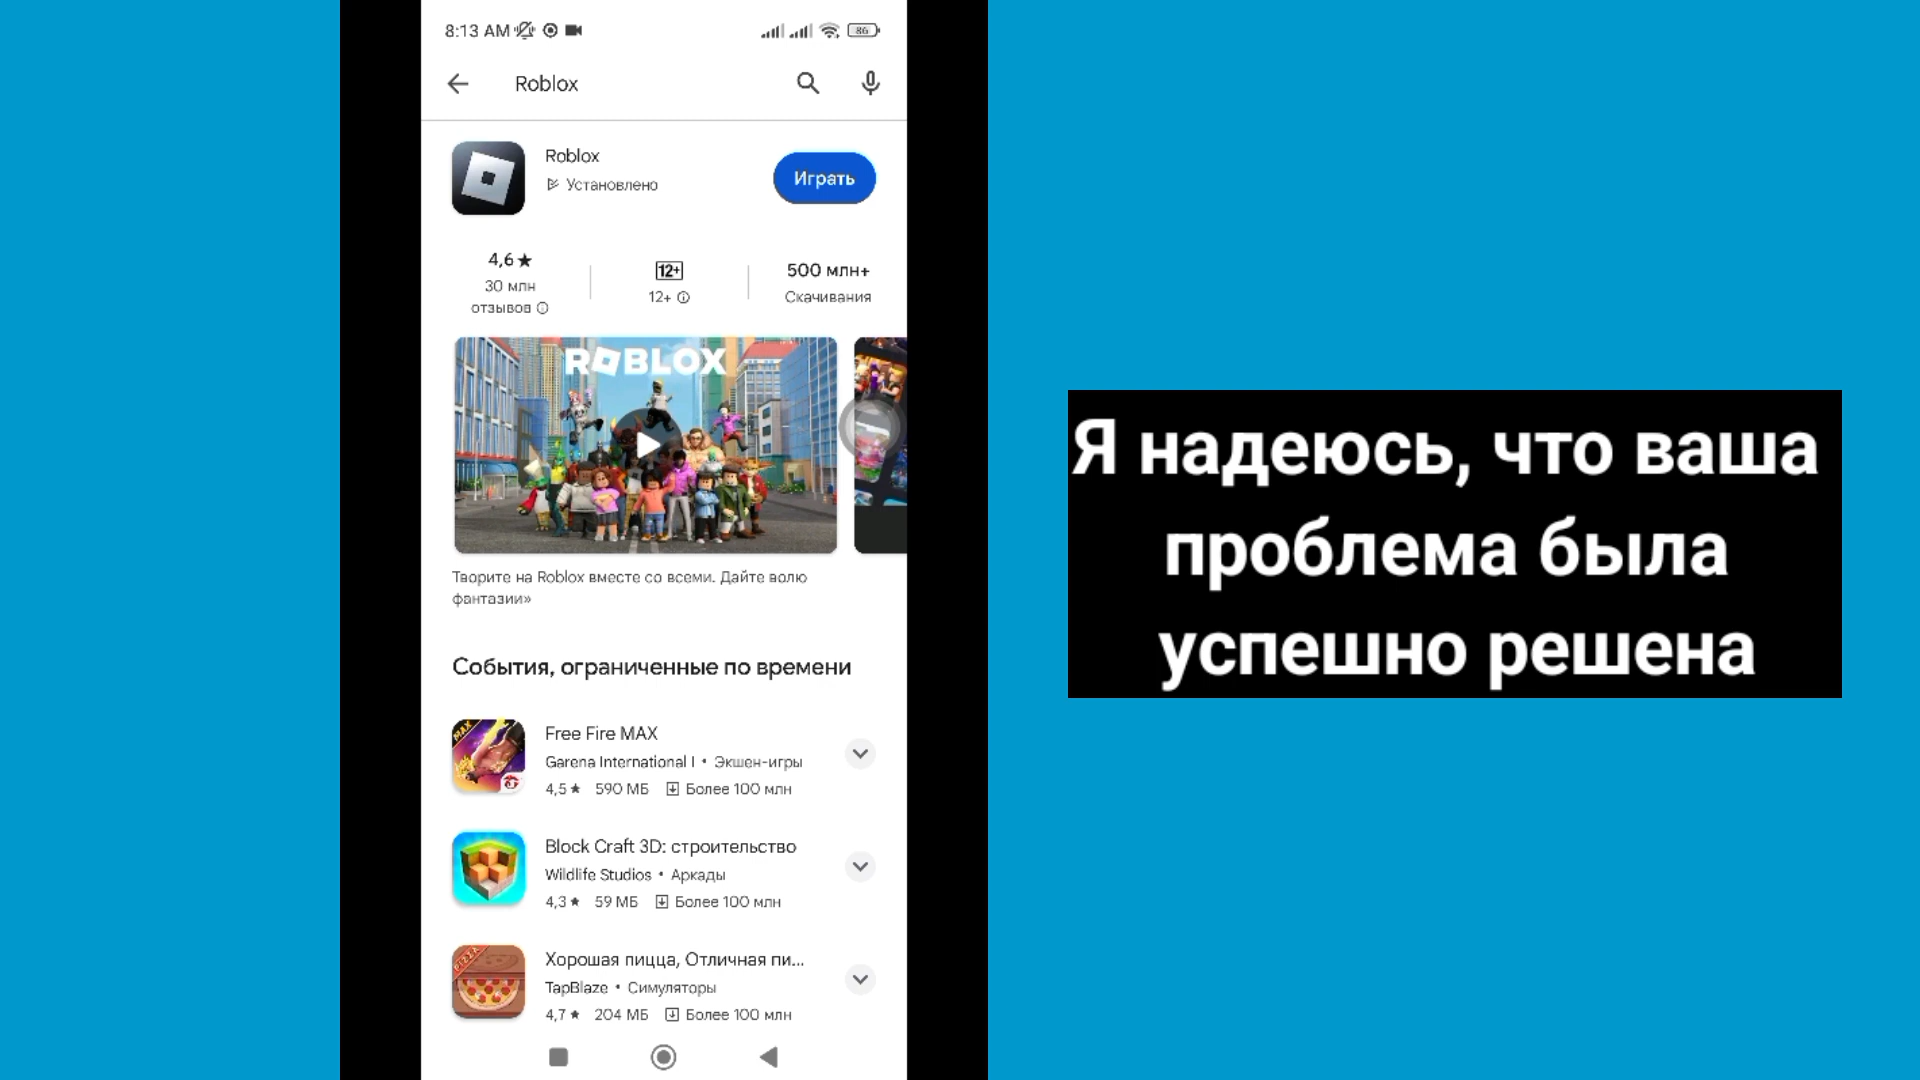 8:13 AM
86
Roblox
Roblox
Установлено
Играть
4,6 ★
30 млн
отзывов
12+
12+
500 млн+
Скачивания
ROBLOX
Творите на Roblox вместе со всеми. Дайте волю
фантазии»
События, ограниченные по времени
MAX
Free Fire MAX
Garena International I • Экшен-игры
4,5 ★ 590 МБ Более 100 млн
Block Craft 3D: строительство
Wildlife Studios • Аркады
4,3 ★ 59 МБ Более 100 млн
PIZZA
Хорошая пицца, Отличная пи...
TapBlaze • Симуляторы
4,7 ★ 204 МБ Более 100 млн
Я надеюсь, что ваша
проблема была
успешно решена